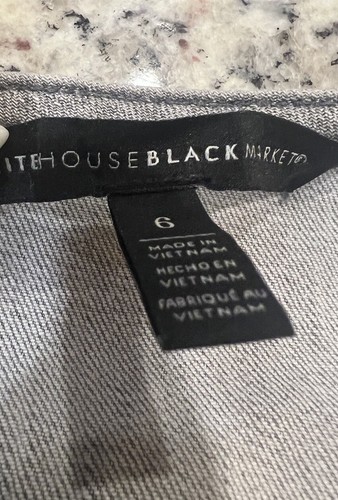 ITEHOUSEBLACKMARKET
6
MADE IN
VIETNAM
HECHO EN
VIETNAM
FABRIQUÉ AU
VIETNAM